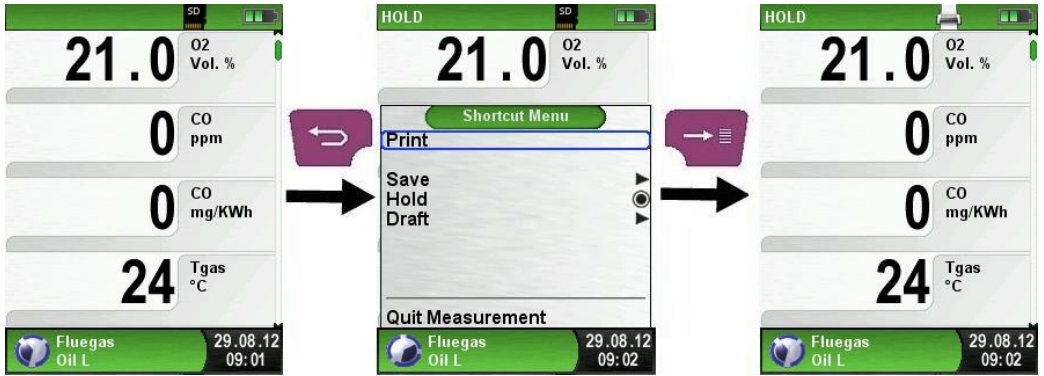 SD
21.0
O2
Vol. %
0
CO
ppm
0
CO
mg/KWh
24
Tgas
°C
Fluegas
Oil L
29.08.12
09:01
HOLD
SD
21.0
O2
Vol. %
Shortcut Menu
Print
Save
Hold
Draft
Quit Measurement
Fluegas
Oil L
29.08.12
09:02
HOLD
21.0
O2
Vol. %
0
CO
ppm
0
CO
mg/KWh
24
Tgas
°C
Fluegas
Oil L
29.08.12
09:02